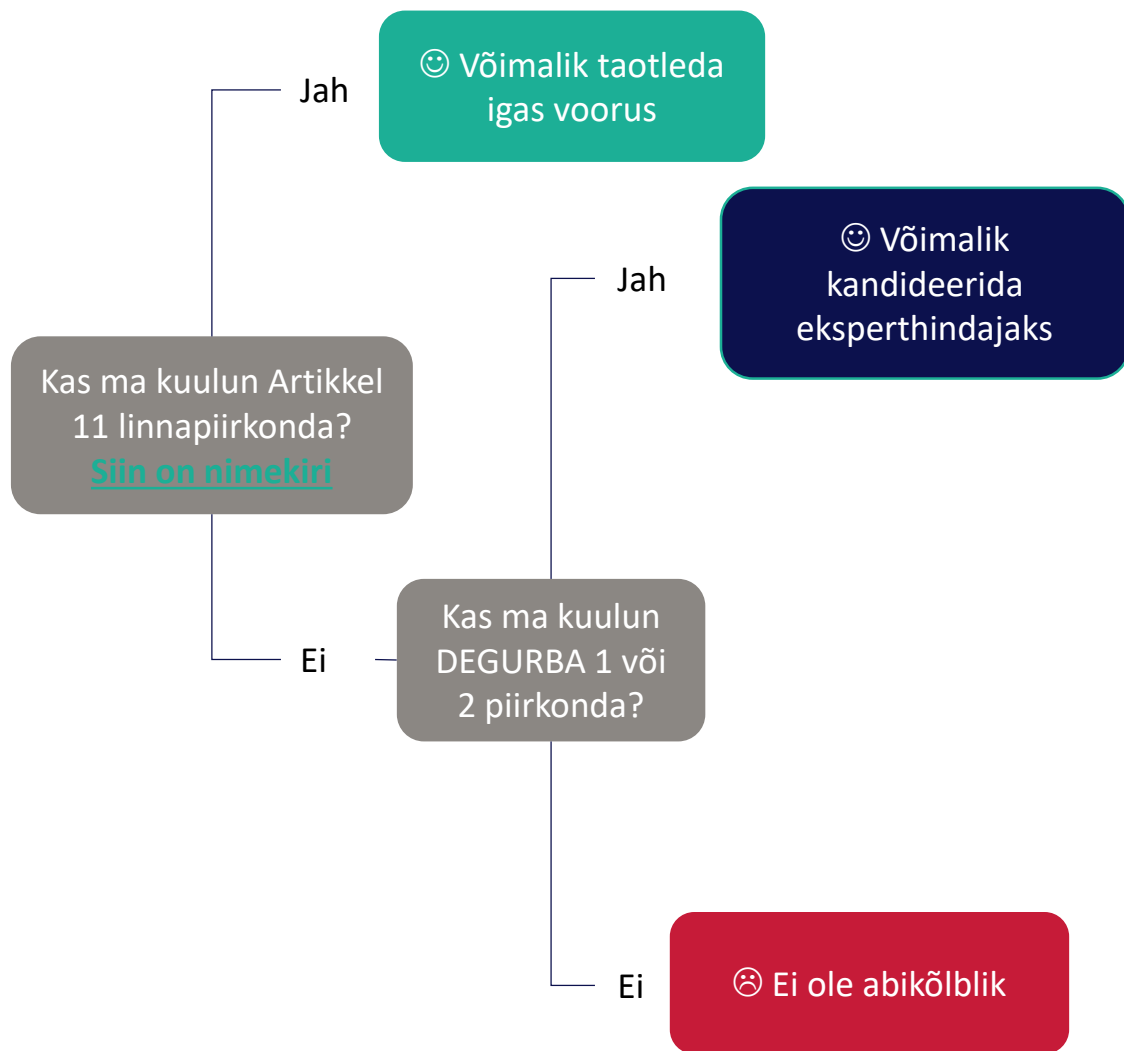 Jah
☺ Võimalik taotleda
igas voorus
Jah
☺ Võimalik
kandideerida
eksperthindajaks
Kas ma kuulun Artikkel
11 linnapiirkonda?
Siin on nimekiri
Ei
Kas ma kuulun
DEGURBA 1 või
2 piirkonda?
Ei
☹ Ei ole abikõlblik